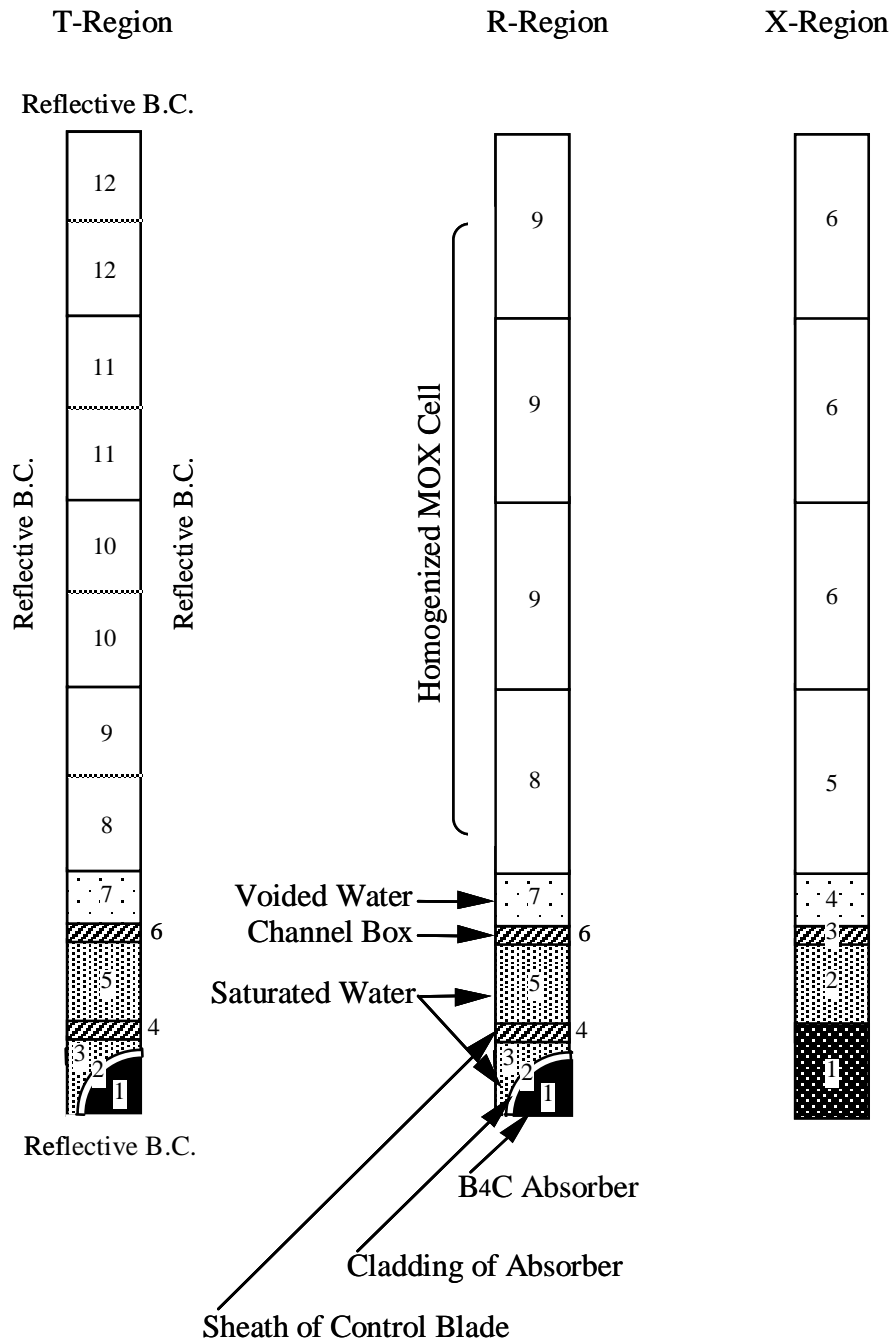 T-Region
R-Region
X-Region
Reflective B.C.
12
12
11
11
10
10
9
8
7
6
5
4
3
2
1
Reflective B.C.
Reflective B.C.
Reflective B.C.
Homogenized MOX Cell
9
9
9
8
7
6
5
4
3
2
1
Voided Water
Channel Box
Saturated Water
B4C Absorber
Cladding of Absorber
Sheath of Control Blade
6
6
6
5
4
3
2
1